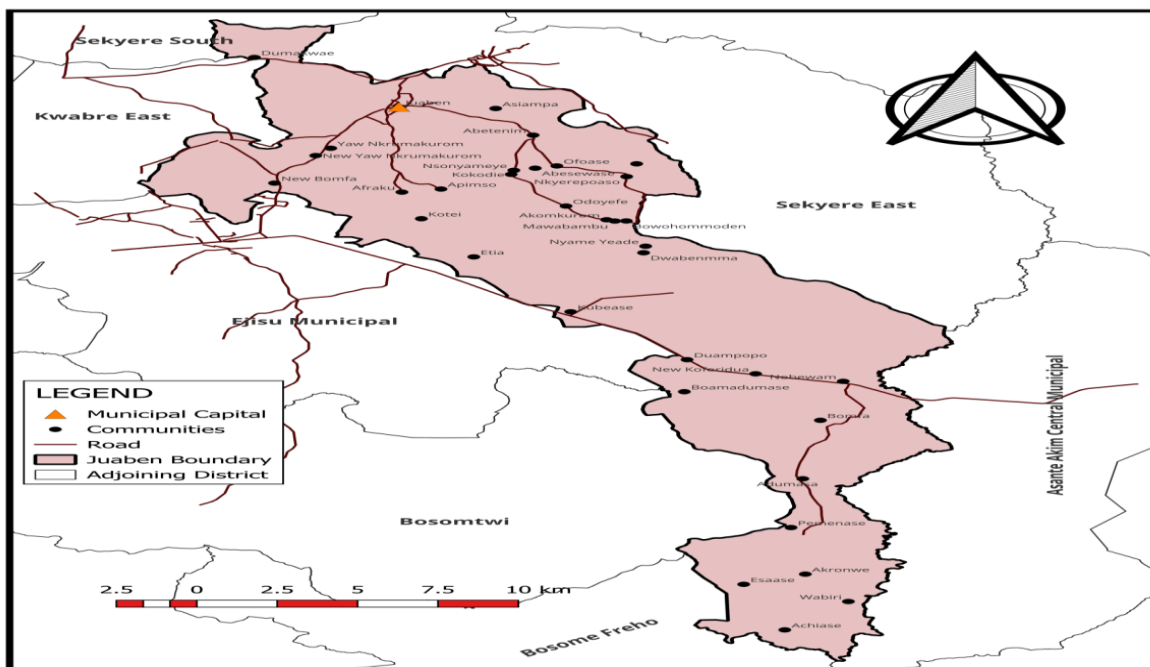 Sekyere South
Dumakwae
Kwabre East
Juaben
Asiampa
Abetenim
Yaw Nkrumakurom
New Yaw Nkrumakurom
Nsonyameye
Ofoase
Kokodie
Abesewase
Nkyerepoaso
New Bomfa
Afraku
Apimso
Odoyefe
Sekyere East
Kotei
Akomkurom
Mawabambu
Bowohommoden
Nyame Yeade
Dwabenmma
Etia
Kubease
Ejisu Municipal
Duampopo
New Koforidua
Nobewam
Boamadumase
Bomfa
Asante Akim Central Municipal
LEGEND
Municipal Capital
Communities
Road
Juaben Boundary
Adjoining District
Adumasa
Bosomtwi
Pemenase
Akronwe
Esaase
Wabiri
2.5 0 2.5 5 7.5 10 km
Achiase
Bosome Freho